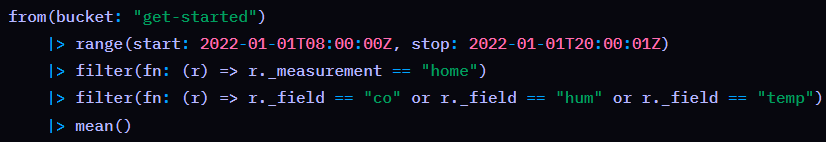 from(bucket: "get-started")
    |> range(start: 2022-01-01T08:00:00Z, stop: 2022-01-01T20:00:01Z)
    |> filter(fn: (r) => r._measurement == "home")
    |> filter(fn: (r) => r._field == "co" or r._field == "hum" or r._field == "temp")
    |> mean()